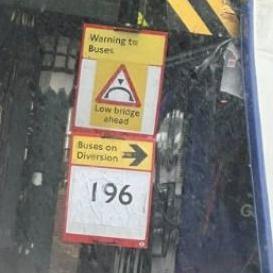 Warning to
Buses
Low bridge
ahead
Buses on
Diversion
196